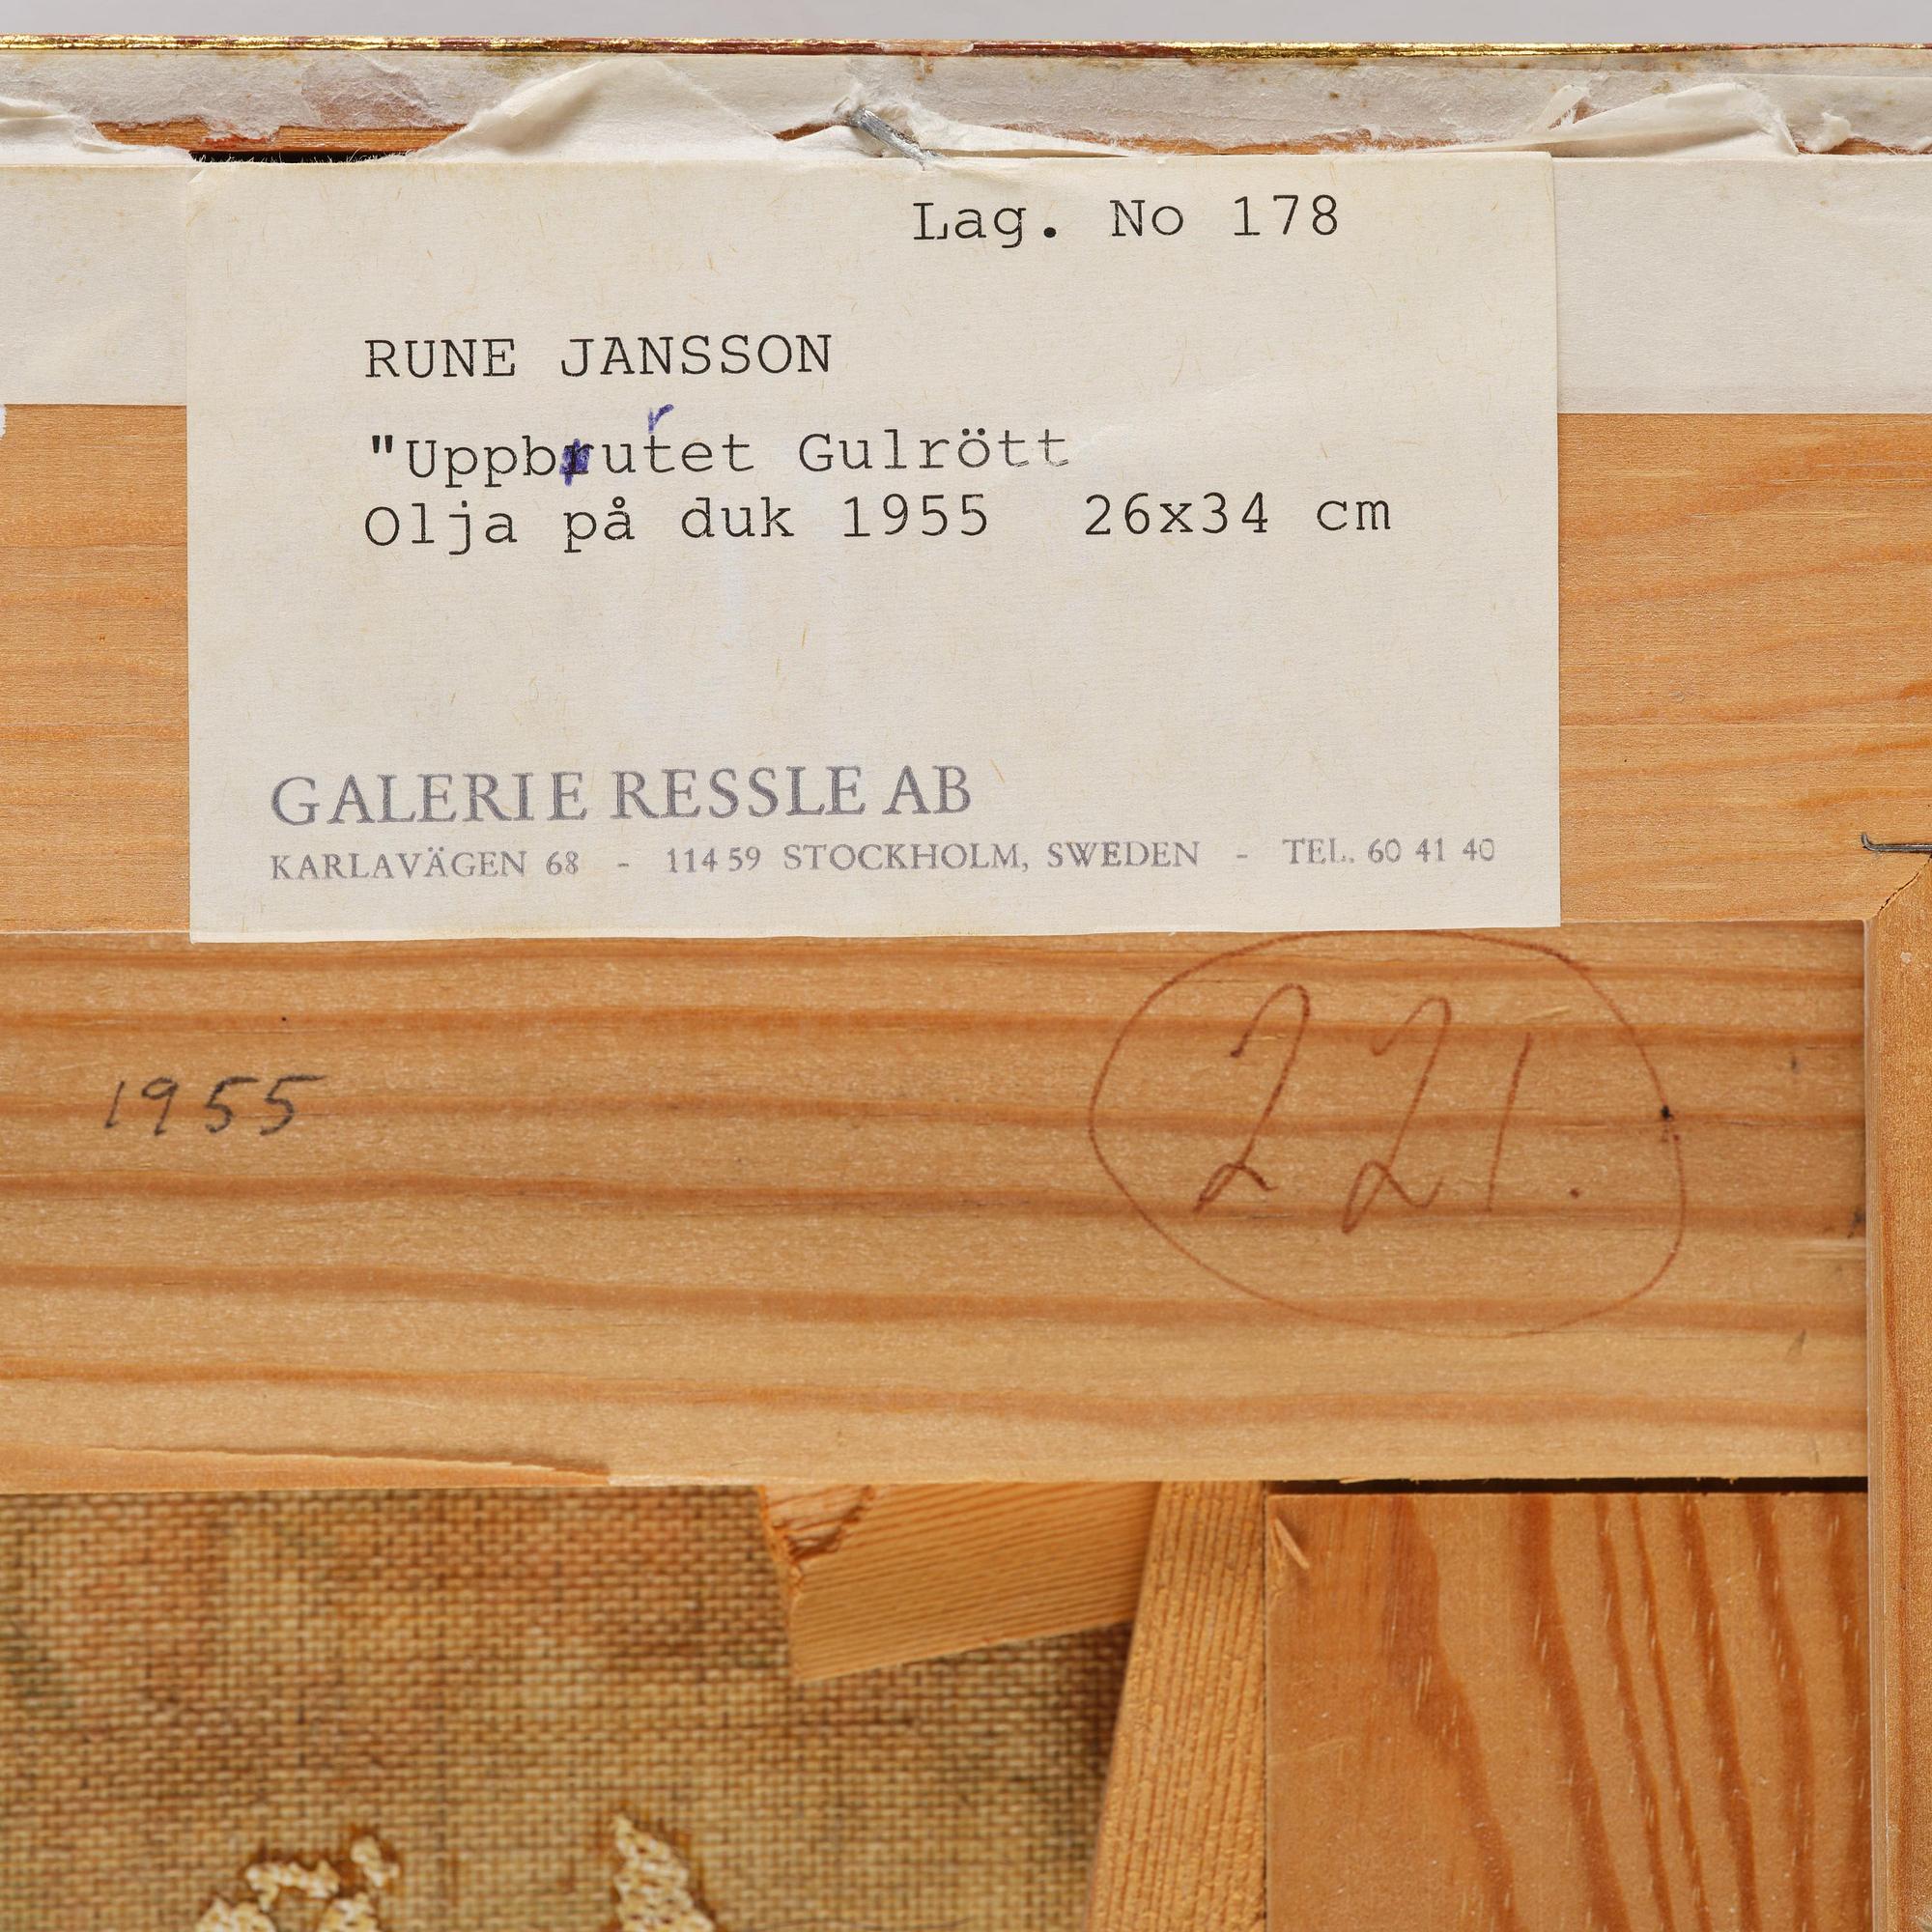 Lag. No 178
RUNE JANSSON
r
"Uppbrutet Gulrött
Olja på duk 1955 26x34 cm
GALERIE RESSLE AB
KARLAVÄGEN 68 - 114 59 STOCKHOLM, SWEDEN - TEL. 60 41 40
1955
221.